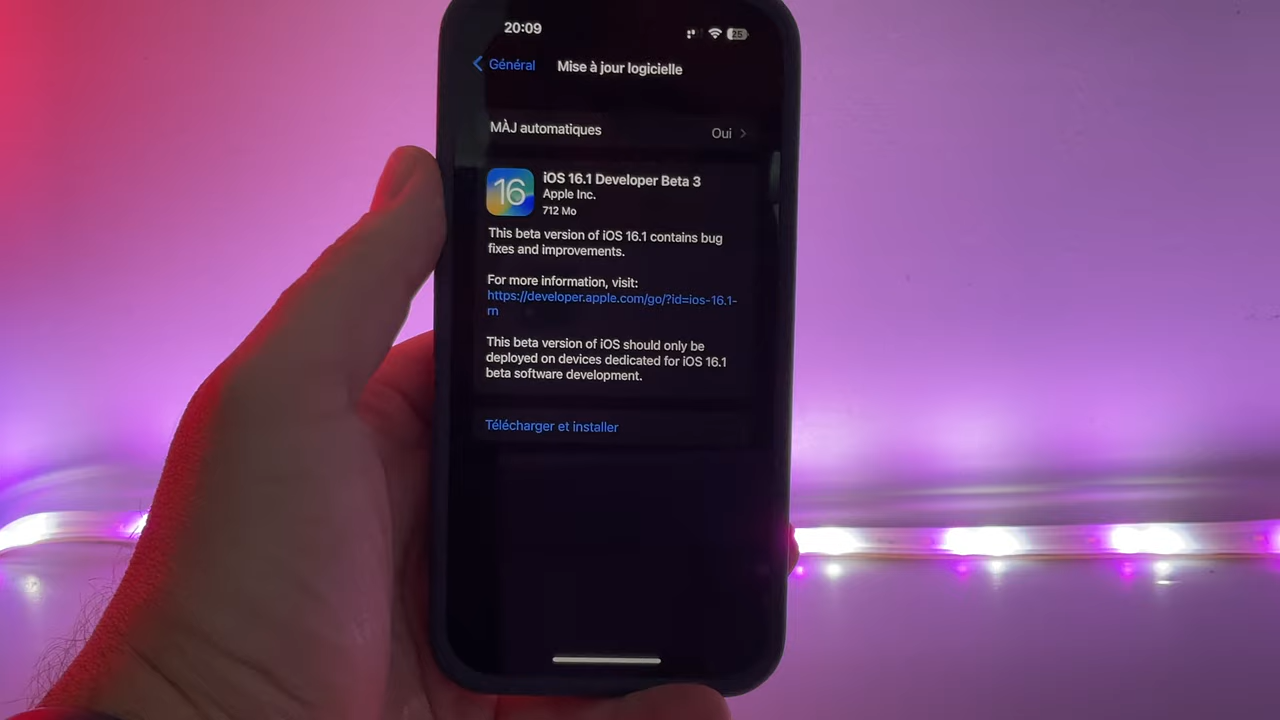 20:09
25
Général
Mise à jour logicielle
MÀJ automatiques
Oui
16
iOS 16.1 Developer Beta 3
Apple Inc.
712 Mo
This beta version of iOS 16.1 contains bug
fixes and improvements.
For more information, visit:
https://developer.apple.com/go/?id=ios-16.1-
rn
This beta version of iOS should only be
deployed on devices dedicated for iOS 16.1
beta software development.
Télécharger et installer